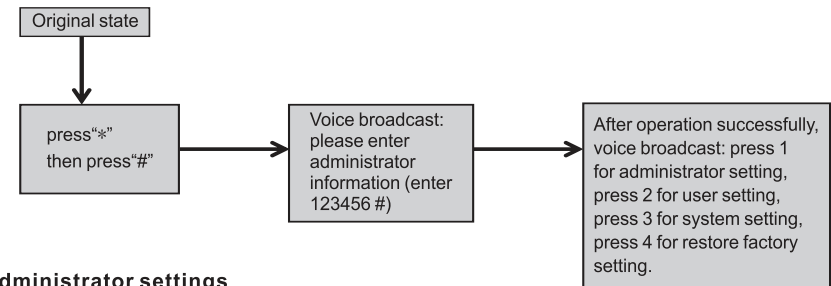 Original state
press“*”
then press“#”
Voice broadcast:
please enter
administrator
information (enter
123456 #)
After operation successfully,
voice broadcast: press 1
for administrator setting,
press 2 for user setting,
press 3 for system setting,
press 4 for restore factory
setting.
dministrator settings